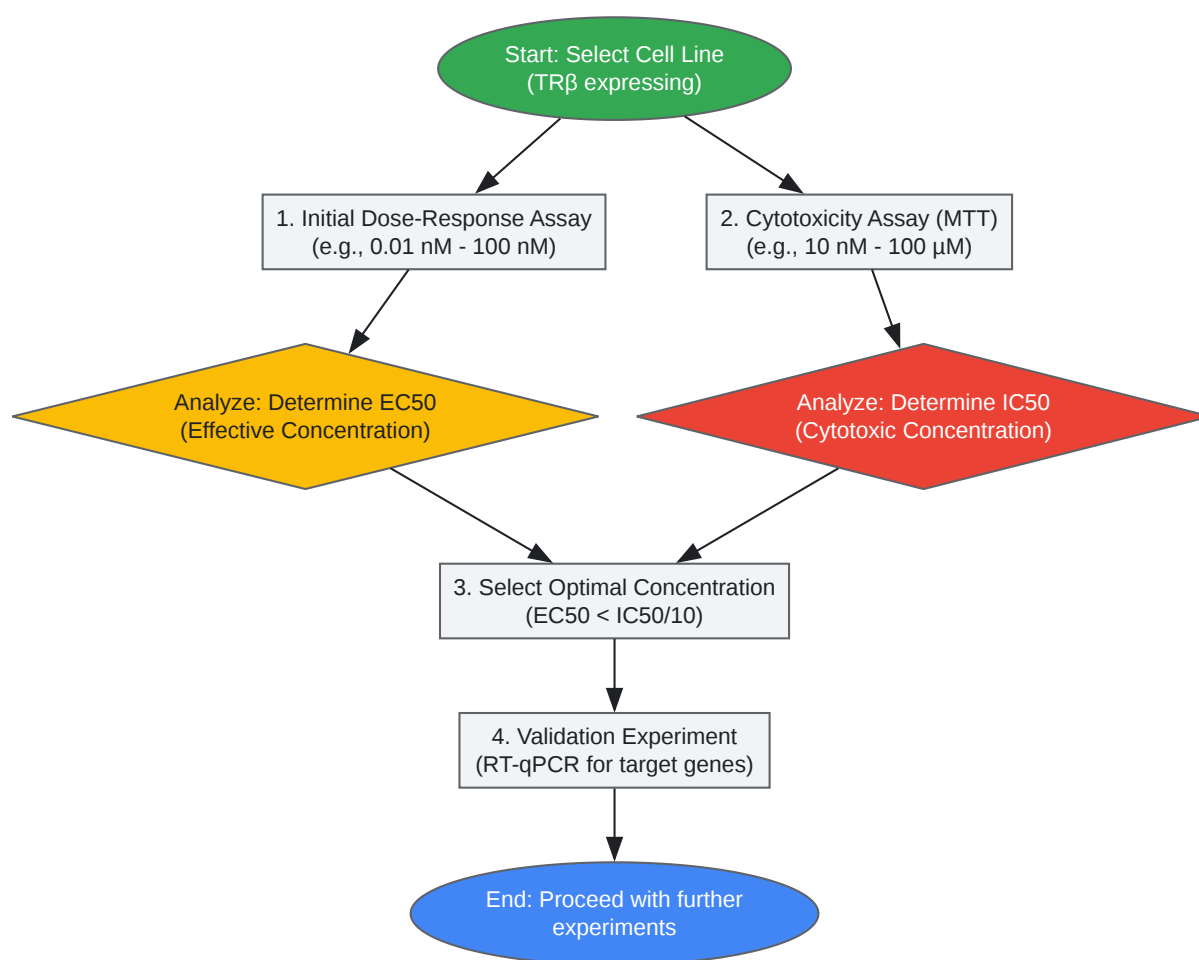 Start: Select Cell Line
(TRβ expressing)
1. Initial Dose-Response Assay
(e.g., 0.01 nM - 100 nM)
2. Cytotoxicity Assay (MTT)
(e.g., 10 nM - 100 µM)
Analyze: Determine EC50
(Effective Concentration)
Analyze: Determine IC50
(Cytotoxic Concentration)
3. Select Optimal Concentration
(EC50 < IC50/10)
4. Validation Experiment
(RT-qPCR for target genes)
End: Proceed with further
experiments